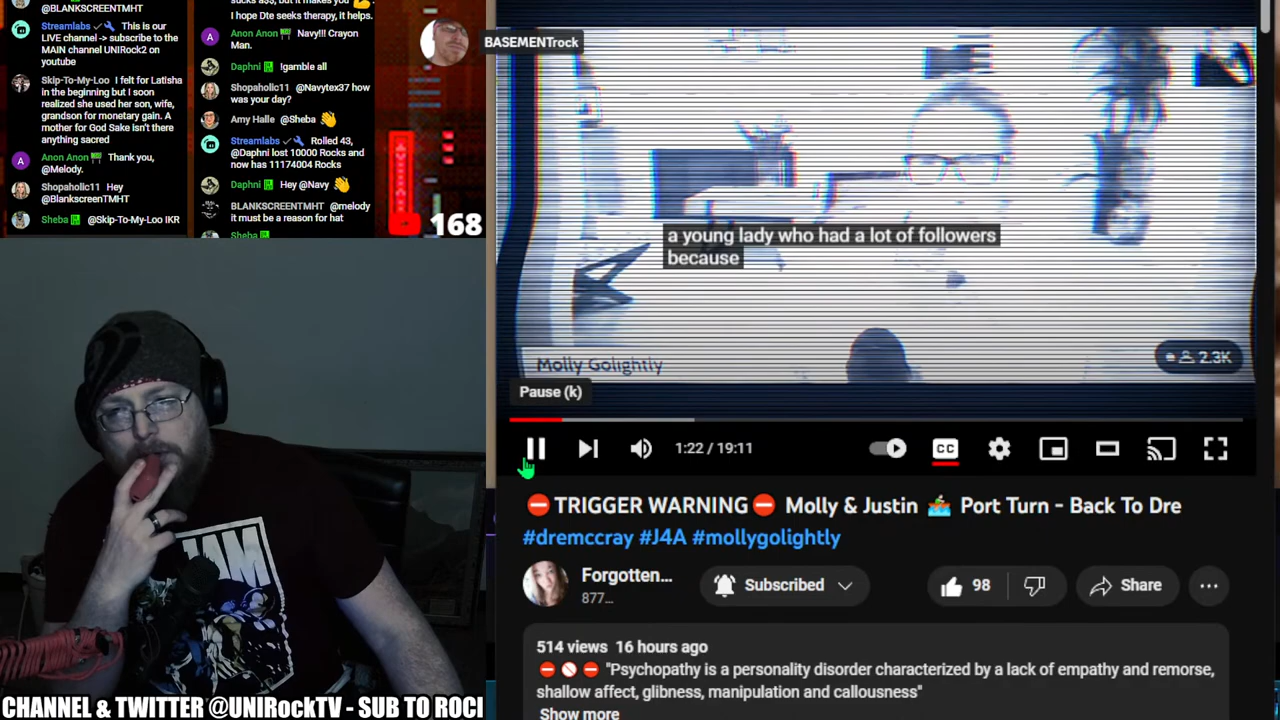 @BLANKSCREENTMHT
Streamlabs This is our
LIVE channel -> subscribe to the
MAIN channel UNIRock2 on
youtube
Skip-To-My-Loo I felt for Latisha
in the beginning but I soon
realized she used her son, wife,
grandson for monetary gain. A
mother for God Sake isn't there
anything sacred
Anon Anon Thank you,
@Melody.
Shopaholic11 Hey
@BlankscreenTMHT
Sheba @Skip-To-My-Loo IKR
sucks a$$, but it makes you
I hope Dte seeks therapy, it helps.
Anon Anon Navy!!! Crayon
Man.
Daphni !gamble all
Shopaholic11 @Navytex37 how
was your day?
Amy Halle @Sheba
Streamlabs Rolled 43,
@Daphni lost 10000 Rocks and
now has 11174004 Rocks
Daphni Hey @Navy
BLANKSCREENTMHT @melody
it must be a reason for hat
Sheba
168
BASEMENTrock
a young lady who had a lot of followers
because
Molly Golightly
2.3K
Pause (k)
1:22 / 19:11
CC
⛔TRIGGER WARNING⛔ Molly & Justin 🚣 Port Turn - Back To Dre
#dremccray #J4A #mollygolightly
Forgotten...
877...
Subscribed
98
Share
514 views 16 hours ago
⛔🚫⛔ "Psychopathy is a personality disorder characterized by a lack of empathy and remorse,
shallow affect, glibness, manipulation and callousness"
Show more
JAM
CHANNEL & TWITTER @UNIRockTV - SUB TO ROCI